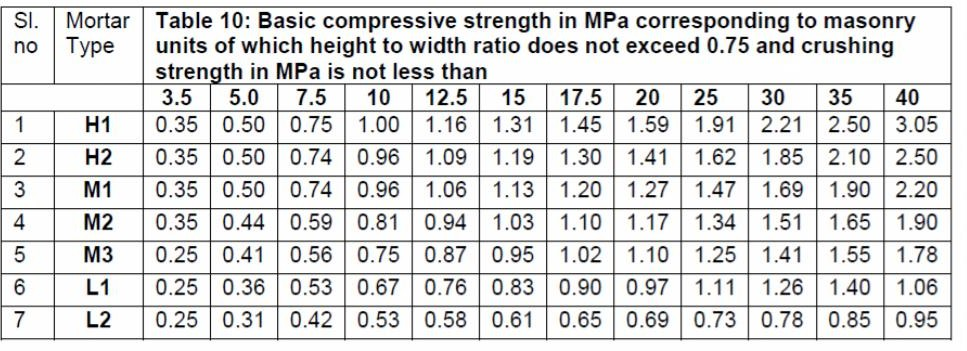 Sl. Mortar Table 10: Basic compressive strength in MPa corresponding to masonry
no Type units of which height to width ratio does not exceed 0.75 and crushing
strength in MPa is not less than
3.5 5.0 7.5 10 12.5 15 17.5 20 25 30 35 40
1 H1 0.35 0.50 0.75 1.00 1.16 1.31 1.45 1.59 1.91 2.21 2.50 3.05
2 H2 0.35 0.50 0.74 0.96 1.09 1.19 1.30 1.41 1.62 1.85 2.10 2.50
3 M1 0.35 0.50 0.74 0.96 1.06 1.13 1.20 1.27 1.47 1.69 1.90 2.20
4 M2 0.35 0.44 0.59 0.81 0.94 1.03 1.10 1.17 1.34 1.51 1.65 1.90
5 M3 0.25 0.41 0.56 0.75 0.87 0.95 1.02 1.10 1.25 1.41 1.55 1.78
6 L1 0.25 0.36 0.53 0.67 0.76 0.83 0.90 0.97 1.11 1.26 1.40 1.06
7 L2 0.25 0.31 0.42 0.53 0.58 0.61 0.65 0.69 0.73 0.78 0.85 0.95